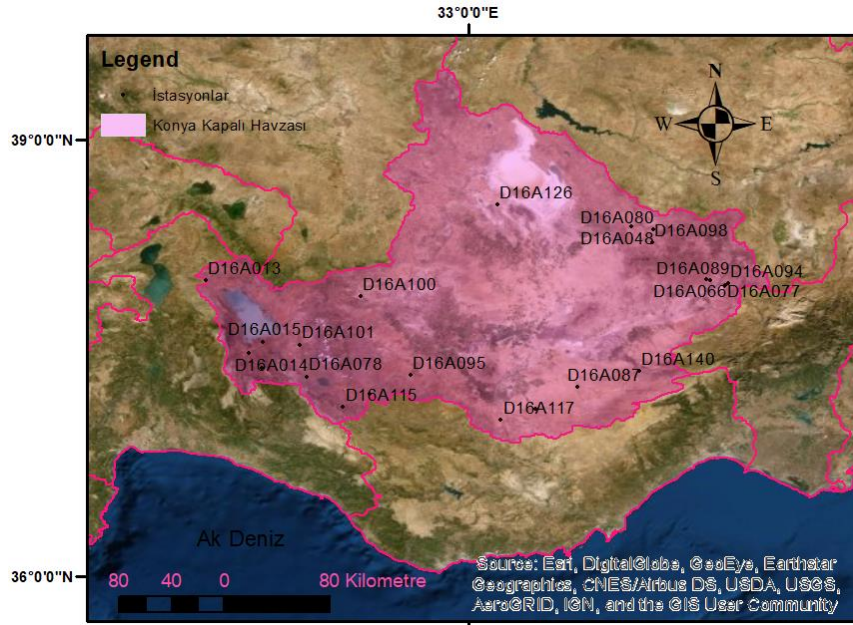 33°0'0"E
Legend
İstasyonlar
Konya Kapalı Havzası
N
W E
S
39°0'0"N
D16A126
D16A080
D16A098
D16A048
D16A013
D16A089
D16A094
D16A100
D16A066
D16A077
D16A015
D16A101
D16A014
D16A078
D16A095
D16A140
D16A087
D16A115
D16A117
Ak Deniz
36°0'0"N
80 40 0 80 Kilometre
Source: Esri, DigitalGlobe, GeoEye, Earthstar
Geographics, CNES/Airbus DS, USDA, USGS,
AeroGRID, IGN, and the GIS User Community